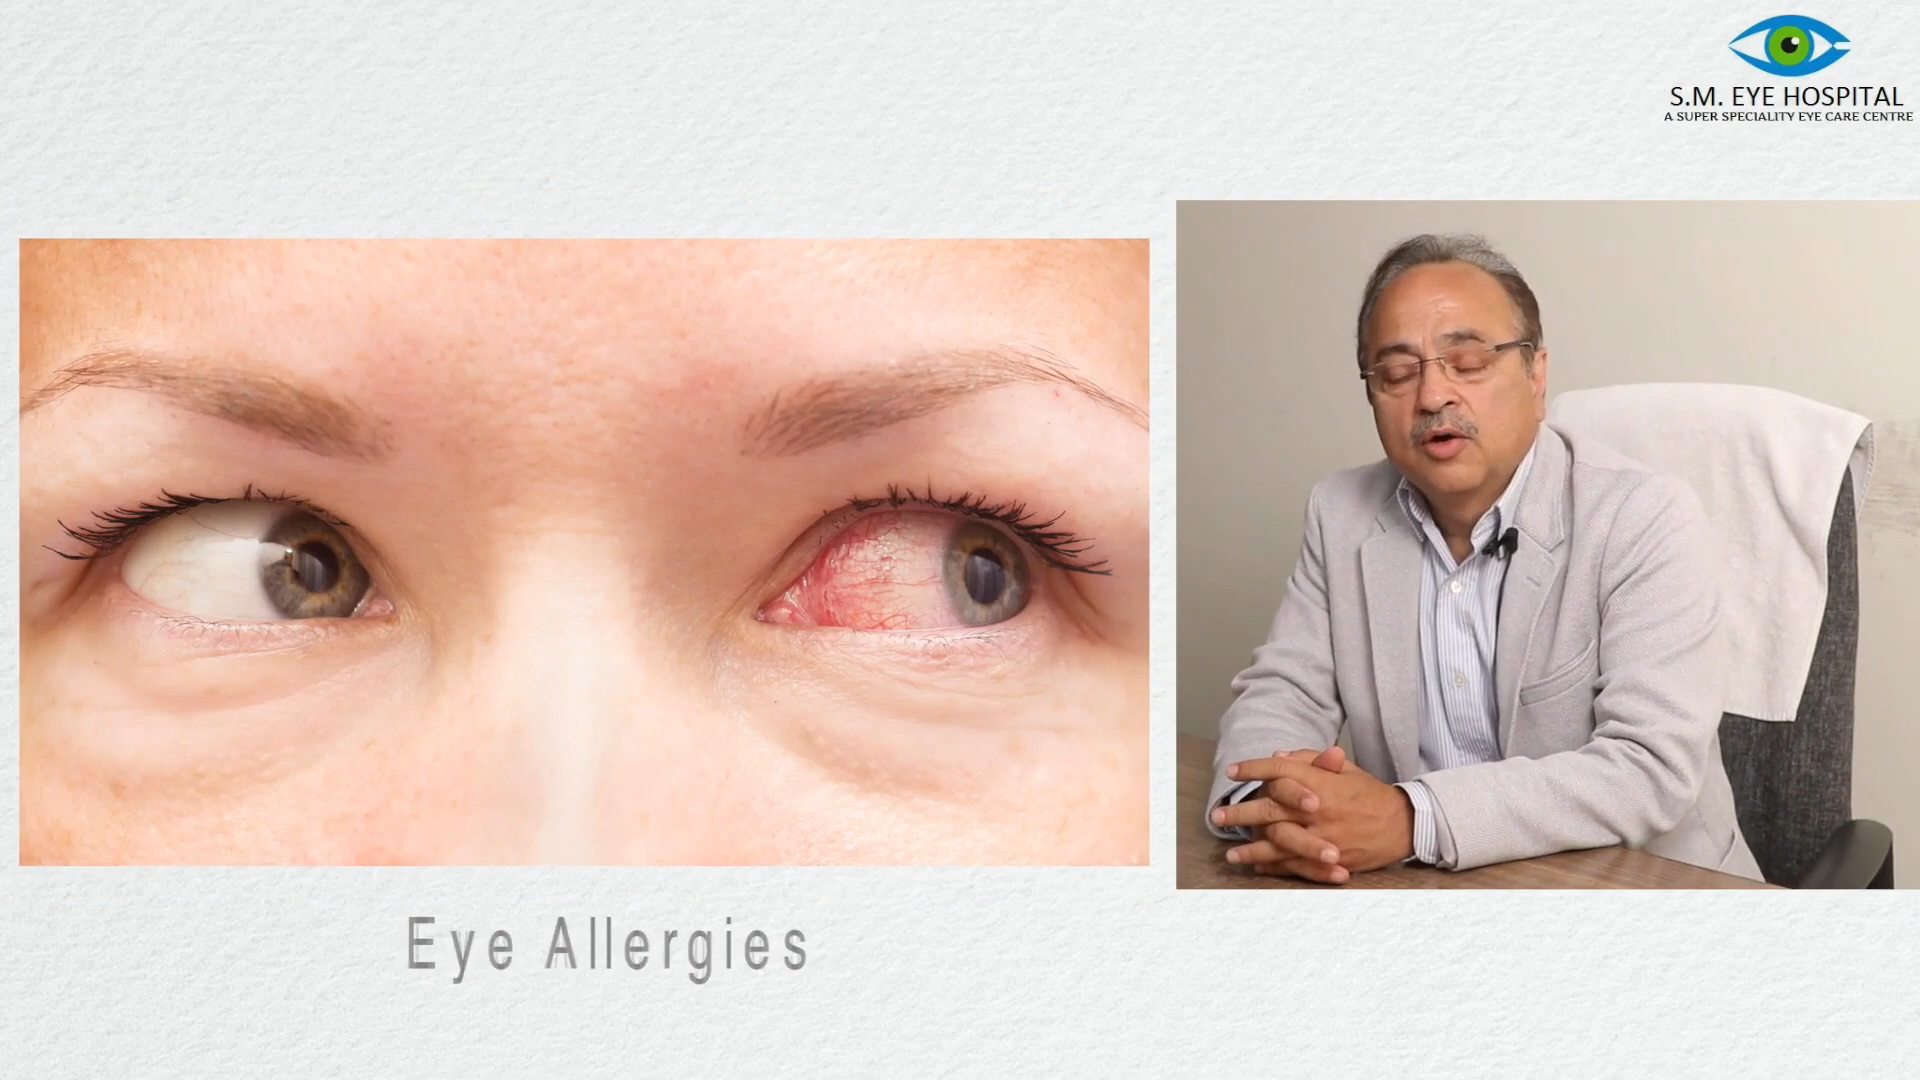 S.M. EYE HOSPITAL
A SUPER SPECIALITY EYE CARE CENTRE
Eye Allergies